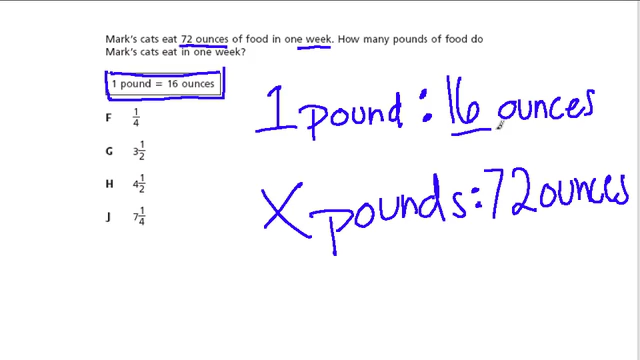 Mark's cats eat 72 ounces of food in one week. How many pounds of food do
Mark's cats eat in one week?
1 pound = 16 ounces
F 1/4
G 3 1/2
H 4 1/2
J 7 1/4
1 pound : 16 ounces
X pounds : 72 ounces